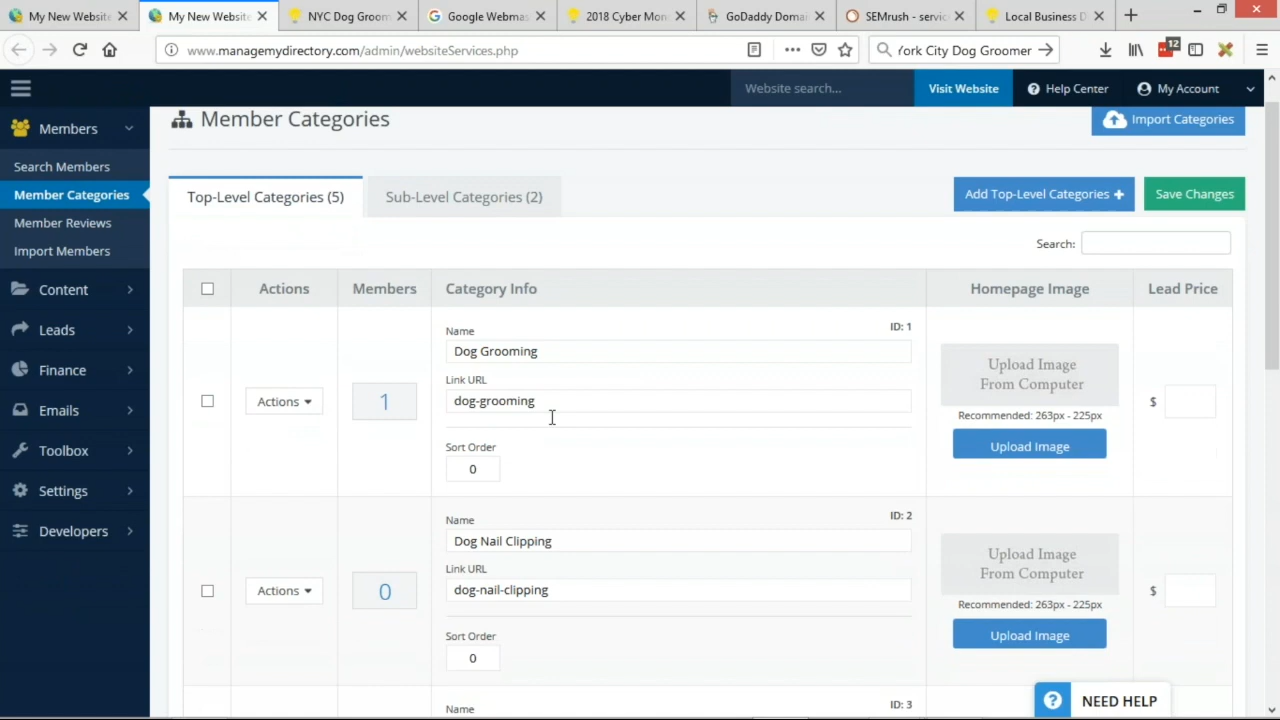 My New Website
My New Website
NYC Dog Groom
Google Webmas
2018 Cyber Mon
GoDaddy Domai
SEMrush - servic
Local Business D
www.managemydirectory.com/admin/websiteServices.php
York City Dog Groomer
12
Website search...
Visit Website
Help Center
My Account
Members
Search Members
Member Categories
Member Reviews
Import Members
Content
Leads
Finance
Emails
Toolbox
Settings
Developers
Member Categories
Import Categories
Top-Level Categories (5)
Sub-Level Categories (2)
Add Top-Level Categories +
Save Changes
Search:
Actions
Members
Category Info
Homepage Image
Lead Price
Actions
1
Name
ID: 1
Dog Grooming
Link URL
dog-grooming
Sort Order
0
Upload Image
From Computer
Recommended: 263px - 225px
Upload Image
$
Actions
0
Name
ID: 2
Dog Nail Clipping
Link URL
dog-nail-clipping
Sort Order
0
Upload Image
From Computer
Recommended: 263px - 225px
Upload Image
$
Name
ID: 3
? NEED HELP